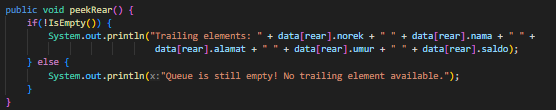 public void peekRear() {
if(!IsEmpty()) {
System.out.println("Trailing elements: " + data[rear].norek + " " + data[rear].nama + " " +
data[rear].alamat + " " + data[rear].umur + " " + data[rear].saldo);
} else {
System.out.println(x:"Queue is still empty! No trailing element available.");
}
}